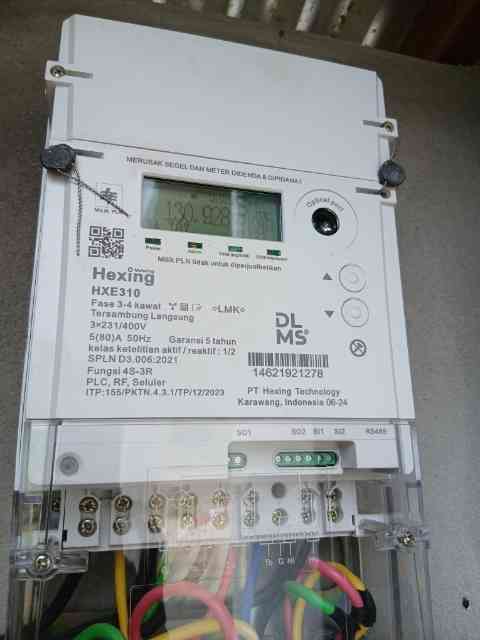 MERUSAK SEGEL DAN METER DIDENDA & DIPIDANA !
Optical port
Milik PLN
130.928
Milik PLN tidak untuk diperjualbelikan
Hexing
HXE310
Fase 3-4 kawat
LMK
Tersambung Langsung
3×231/400V
5(80)A 50Hz Garansi 5 tahun
kelas ketelitian aktif / reaktif : 1/2
SPLN D3.006:2021
Fungsi 4S-3R
PLC, RF, Seluler
ITP:155/PKTN.4.3.1/TP/12/2023
DL
MS
14621921278
PT Hexing Technology
Karawang, Indonesia 06-24
SO1 SO2 SI1 SI2 RS485